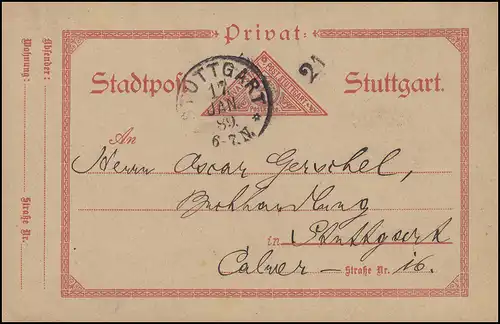 Privat-
Stadtpost Stuttgart.
STUTTGART
17
JAN.
89.
6-7.N.
21
An
Herrn Oscar Gerschel,
Buchhandlung
in Stuttgart
Calwer- Straße Nr. 16.
Absender:
Wohnung:
Straße Nr.